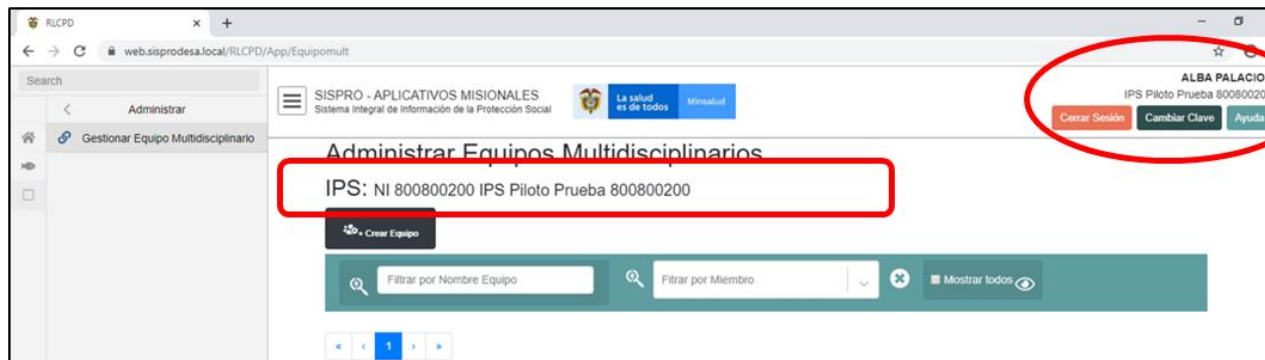 RLCPD
web.sisprodesa.local/RLCPD/App/Equipomult
Search
Administrar
Gestionar Equipo Multidisciplinario
SISPRO - APLICATIVOS MISIONALES
Sistema Integral de Información de la Protección Social
La salud
es de todos
Minsalud
ALBA PALACIO
IPS Piloto Prueba 80080020
Cerrar Sesión
Cambiar Clave
Ayuda
Administrar Equipos Multidisciplinarios
IPS: NI 800800200 IPS Piloto Prueba 800800200
Crear Equipo
Filtrar por Nombre Equipo
Fitrar por Miembro
Mostrar todos
« ‹ 1 › »